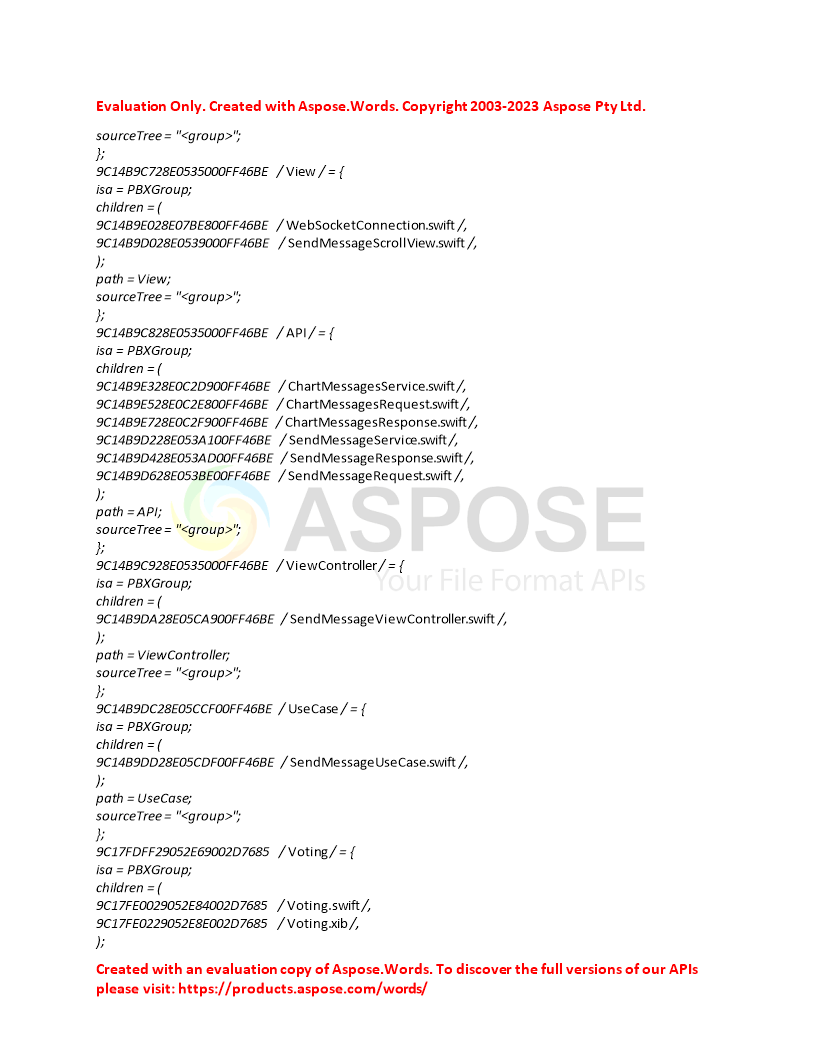 Evaluation Only. Created with Aspose.Words. Copyright 2003-2023 Aspose Pty Ltd.
sourceTree = "<group>";
};
9C14B9C728E0535000FF46BE / View / = {
isa = PBXGroup;
children = (
9C14B9E028E07BE800FF46BE / WebSocketConnection.swift /,
9C14B9D028E0539000FF46BE / SendMessageScrollView.swift /,
);
path = View;
sourceTree = "<group>";
};
9C14B9C828E0535000FF46BE / API / = {
isa = PBXGroup;
children = (
9C14B9E328E0C2D900FF46BE / ChartMessagesService.swift /,
9C14B9E528E0C2E800FF46BE / ChartMessagesRequest.swift /,
9C14B9E728E0C2F900FF46BE / ChartMessagesResponse.swift /,
9C14B9D228E053A100FF46BE / SendMessageService.swift /,
9C14B9D428E053AD00FF46BE / SendMessageResponse.swift /,
9C14B9D628E053BE00FF46BE / SendMessageRequest.swift /,
);
path = API;
sourceTree = "<group>";
};
9C14B9C928E0535000FF46BE / ViewController / = {
isa = PBXGroup;
children = (
9C14B9DA28E05CA900FF46BE / SendMessageViewController.swift /,
);
path = ViewController;
sourceTree = "<group>";
};
9C14B9DC28E05CCF00FF46BE / UseCase / = {
isa = PBXGroup;
children = (
9C14B9DD28E05CDF00FF46BE / SendMessageUseCase.swift /,
);
path = UseCase;
sourceTree = "<group>";
};
9C17FDFF29052E69002D7685 / Voting / = {
isa = PBXGroup;
children = (
9C17FE0029052E84002D7685 / Voting.swift /,
9C17FE0229052E8E002D7685 / Voting.xib /,
);
Created with an evaluation copy of Aspose.Words. To discover the full versions of our APIs
please visit: https://products.aspose.com/words/
ASPOSE
Your File Format APIs